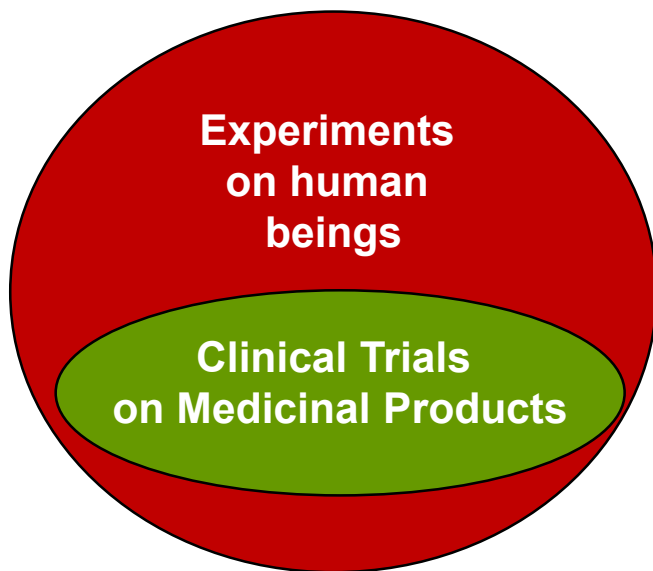 Experiments
on human
beings
Clinical Trials
on Medicinal Products